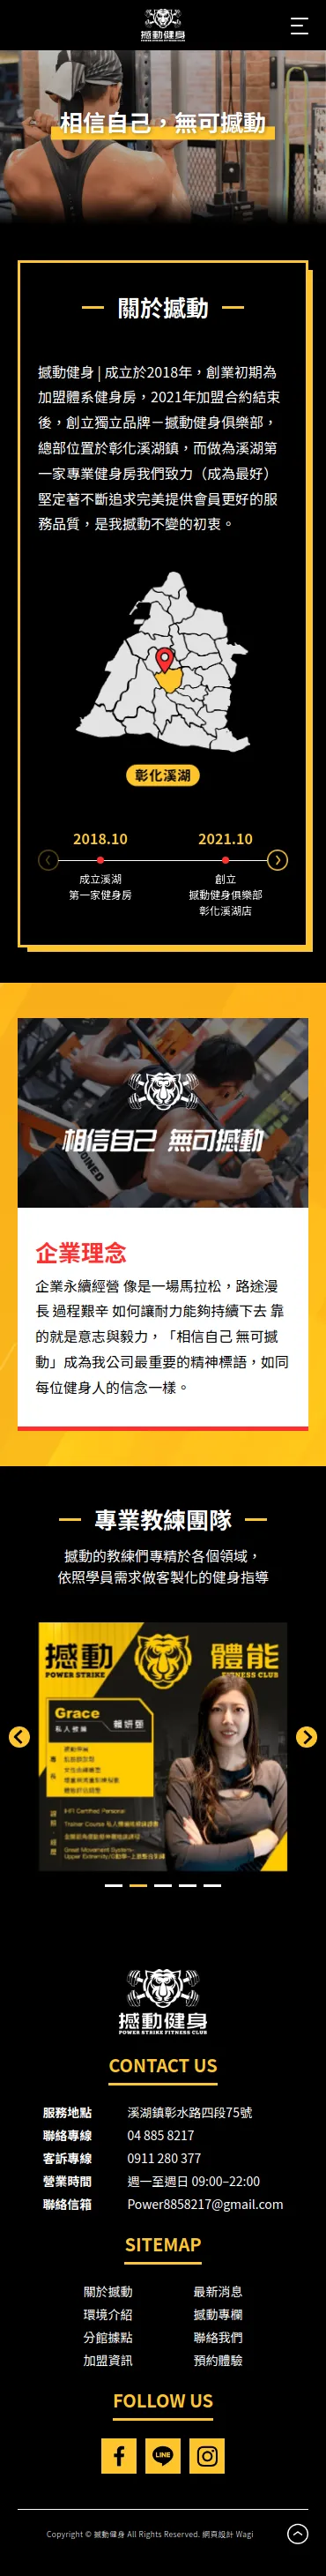 撼動健身
相信自己，無可撼動
關於撼動
撼動健身 | 成立於2018年，創業初期為
加盟體系健身房，2021年加盟合約結束
後，創立獨立品牌－撼動健身俱樂部，
總部位置於彰化溪湖鎮，而做為溪湖第
一家專業健身房我們致力（成為最好）
堅定著不斷追求完美提供會員更好的服
務品質，是我撼動不變的初衷。
彰化溪湖
2018.10
成立溪湖
第一家健身房
2021.10
創立
撼動健身俱樂部
彰化溪湖店
相信自己 無可撼動
企業理念
企業永續經營 像是一場馬拉松，路途漫
長 過程艱辛 如何讓耐力能夠持續下去 靠
的就是意志與毅力，「相信自己 無可撼
動」成為我公司最重要的精神標語，如同
每位健身人的信念一樣。
專業教練團隊
撼動的教練們專精於各個領域，
依照學員需求做客製化的健身指導
撼動 體能
POWER STRIKE FITNESS CLUB
Grace
私人教練
撼動健身
POWER STRIKE FITNESS CLUB
CONTACT US
服務地點 溪湖鎮彰水路四段75號
聯絡專線 04 885 8217
客訴專線 0911 280 377
營業時間 週一至週日 09:00–22:00
聯絡信箱 Power8858217@gmail.com
SITEMAP
關於撼動 最新消息
環境介紹 撼動專欄
分館據點 聯絡我們
加盟資訊 預約體驗
FOLLOW US
LINE
Copyright © 撼動健身 All Rights Reserved. 網頁設計 Wagi